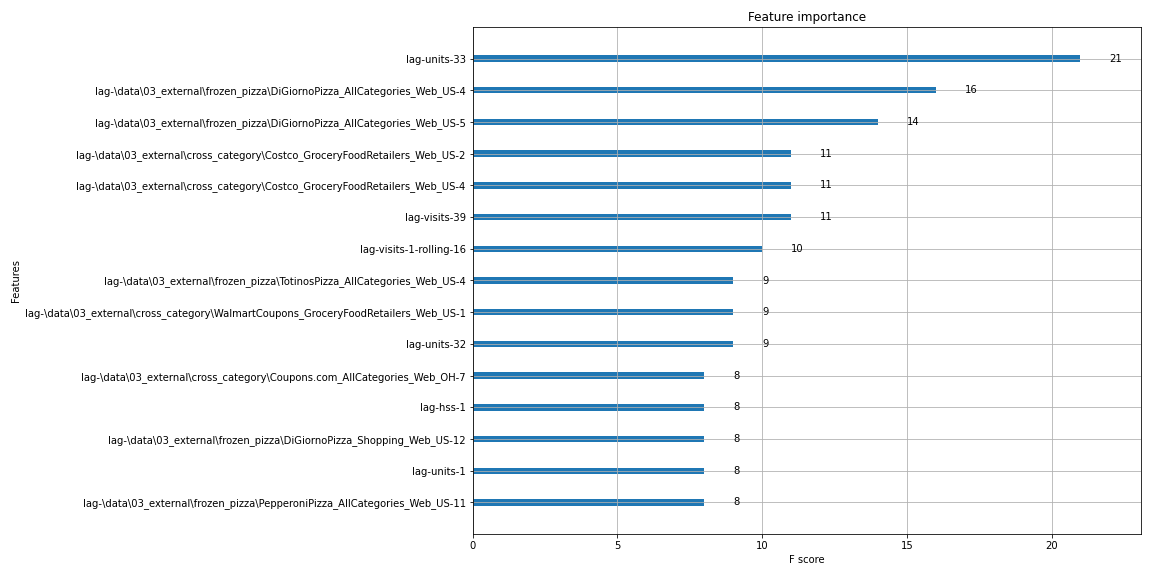 Feature importance
lag-units-33 21
lag-\data\03_external\frozen_pizza\DiGiornoPizza_AllCategories_Web_US-4 16
lag-\data\03_external\frozen_pizza\DiGiornoPizza_AllCategories_Web_US-5 14
lag-\data\03_external\cross_category\Costco_GroceryFoodRetailers_Web_US-2 11
lag-\data\03_external\cross_category\Costco_GroceryFoodRetailers_Web_US-4 11
lag-visits-39 11
lag-visits-1-rolling-16 10
lag-\data\03_external\frozen_pizza\TotinosPizza_AllCategories_Web_US-4 9
lag-\data\03_external\cross_category\WalmartCoupons_GroceryFoodRetailers_Web_US-1 9
lag-units-32 9
lag-\data\03_external\cross_category\Coupons.com_AllCategories_Web_OH-7 8
lag-hss-1 8
lag-\data\03_external\frozen_pizza\DiGiornoPizza_Shopping_Web_US-12 8
lag-units-1 8
lag-\data\03_external\frozen_pizza\PepperoniPizza_AllCategories_Web_US-11 8
Features
0 5 10 15 20
F score